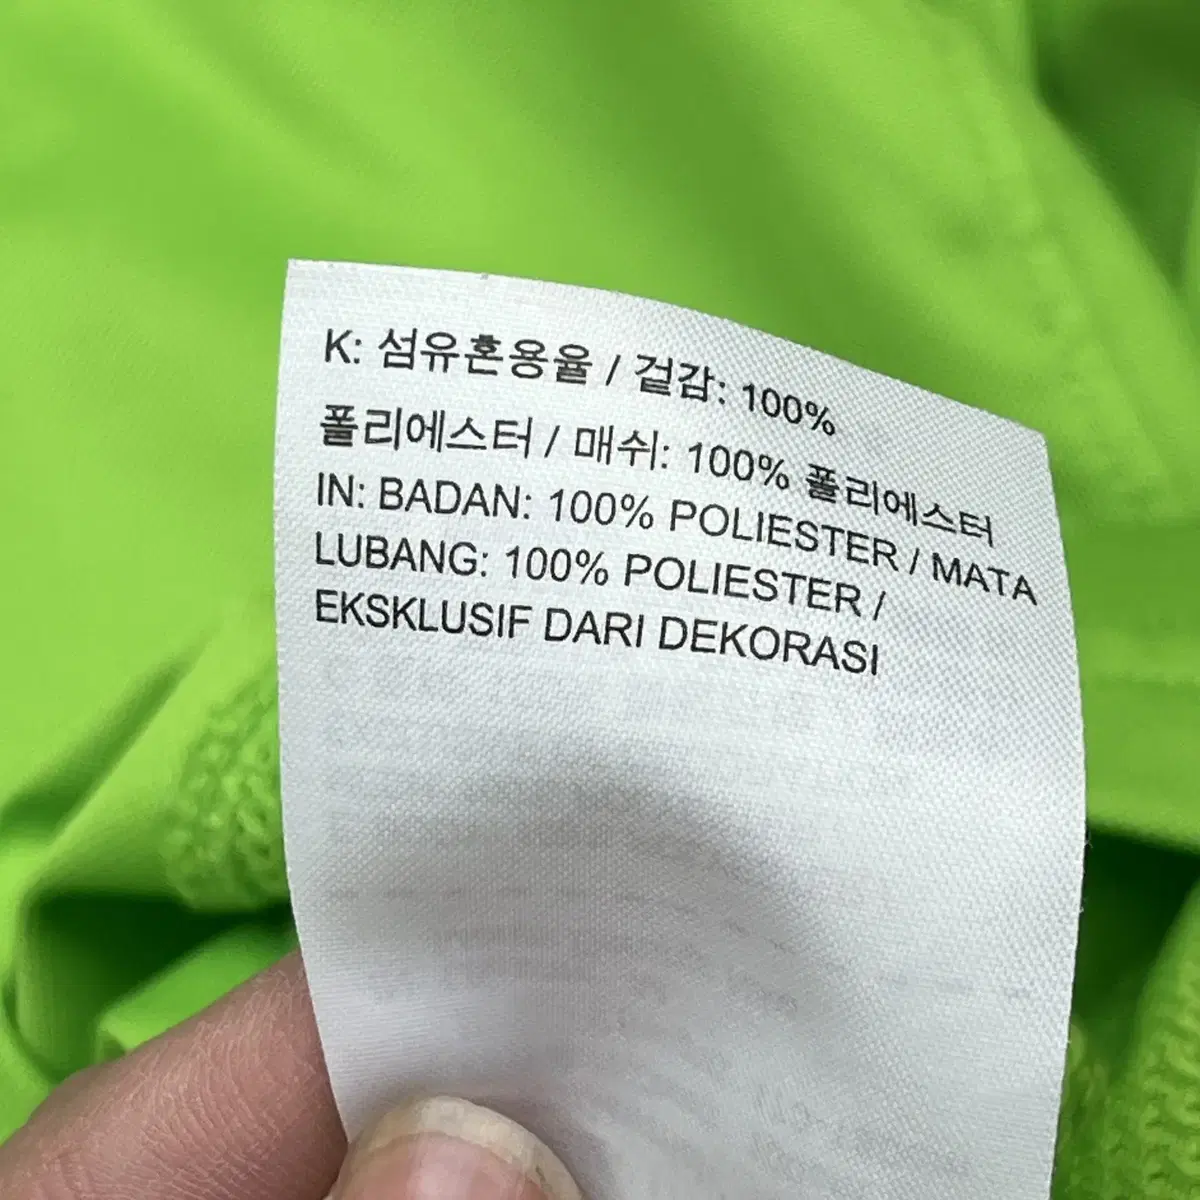 K: 섬유혼용율 / 겉감: 100%
폴리에스터 / 매쉬: 100% 폴리에스터
IN: BADAN: 100% POLIESTER / MATA
LUBANG: 100% POLIESTER /
EKSKLUSIF DARI DEKORASI